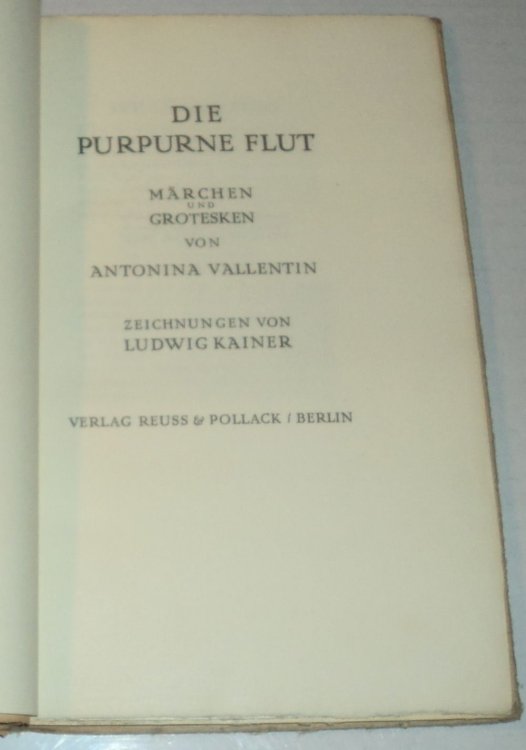 DIE
PURPURNE FLUT
MÄRCHEN
UND
GROTESKEN
VON
ANTONINA VALLENTIN
ZEICHNUNGEN VON
LUDWIG KAINER
VERLAG REUSS & POLLACK / BERLIN